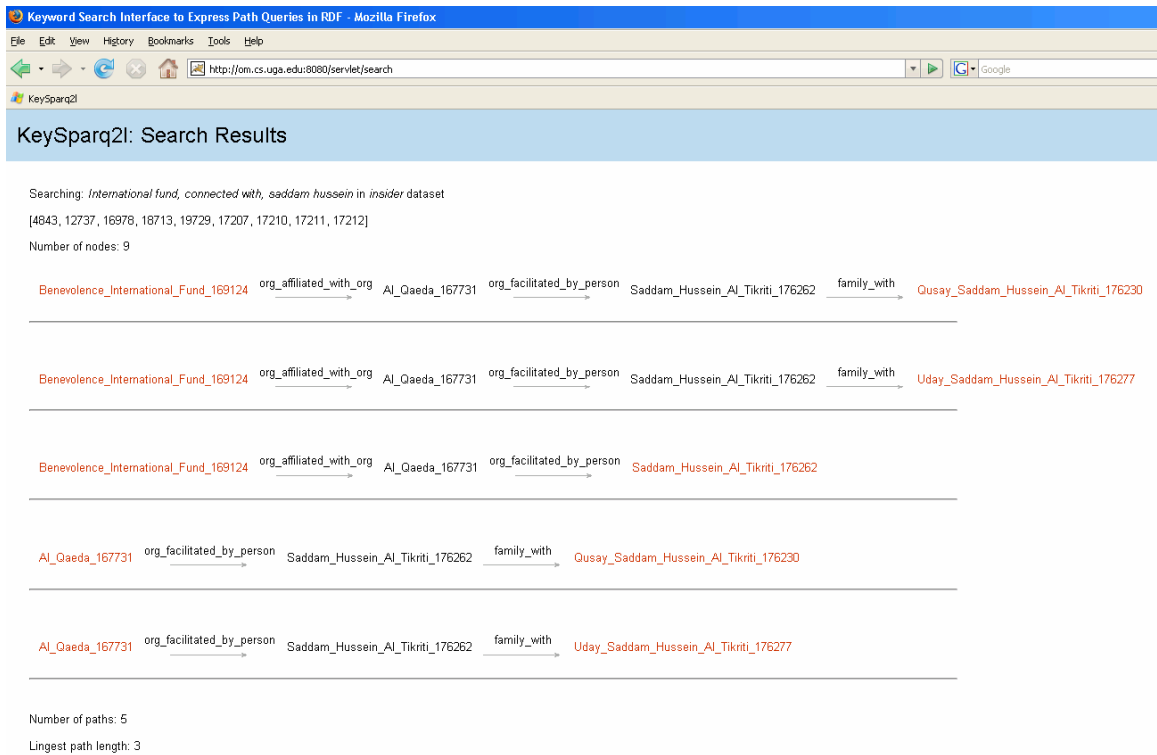 Keyword Search Interface to Express Path Queries in RDF - Mozilla Firefox
File Edit View History Bookmarks Tools Help
http://om.cs.uga.edu:8080/servlet/search
G Google
KeySparq2l
KeySparq2l: Search Results
Searching: International fund, connected with, saddam hussein in insider dataset
[4843, 12737, 16978, 18713, 19729, 17207, 17210, 17211, 17212]
Number of nodes: 9
Benevolence_International_Fund_169124 org_affiliated_with_org Al_Qaeda_167731 org_facilitated_by_person Saddam_Hussein_Al_Tikriti_176262 family_with Qusay_Saddam_Hussein_Al_Tikriti_176230
Benevolence_International_Fund_169124 org_affiliated_with_org Al_Qaeda_167731 org_facilitated_by_person Saddam_Hussein_Al_Tikriti_176262 family_with Uday_Saddam_Hussein_Al_Tikriti_176277
Benevolence_International_Fund_169124 org_affiliated_with_org Al_Qaeda_167731 org_facilitated_by_person Saddam_Hussein_Al_Tikriti_176262
Al_Qaeda_167731 org_facilitated_by_person Saddam_Hussein_Al_Tikriti_176262 family_with Qusay_Saddam_Hussein_Al_Tikriti_176230
Al_Qaeda_167731 org_facilitated_by_person Saddam_Hussein_Al_Tikriti_176262 family_with Uday_Saddam_Hussein_Al_Tikriti_176277
Number of paths: 5
Lingest path length: 3